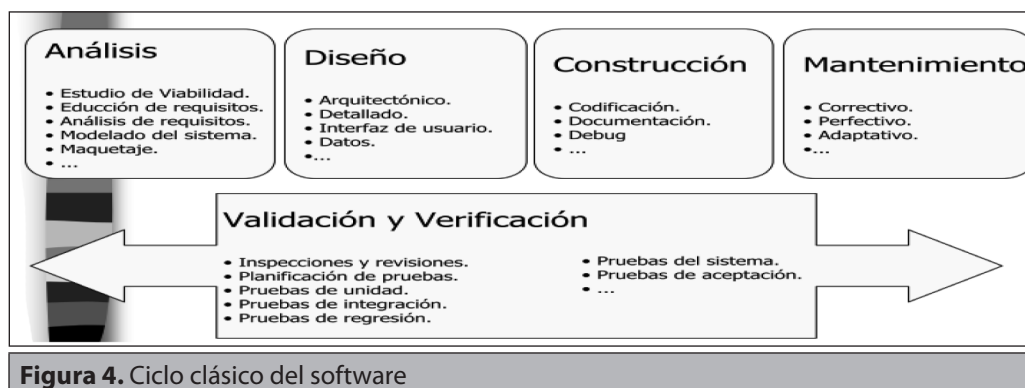 Análisis
• Estudio de Viabilidad.
• Educción de requisitos.
• Análisis de requisitos.
• Modelado del sistema.
• Maquetaje.
• ...
Diseño
• Arquitectónico.
• Detallado.
• Interfaz de usuario.
• Datos.
•...
Construcción
• Codificación.
• Documentación.
• Debug
• ...
Mantenimiento
• Correctivo.
• Perfectivo.
• Adaptativo.
•...
Validación y Verificación
• Inspecciones y revisiones.
• Planificación de pruebas.
• Pruebas de unidad.
• Pruebas de integración.
• Pruebas de regresión.
• Pruebas del sistema.
• Pruebas de aceptación.
• ...
Figura 4. Ciclo clásico del software